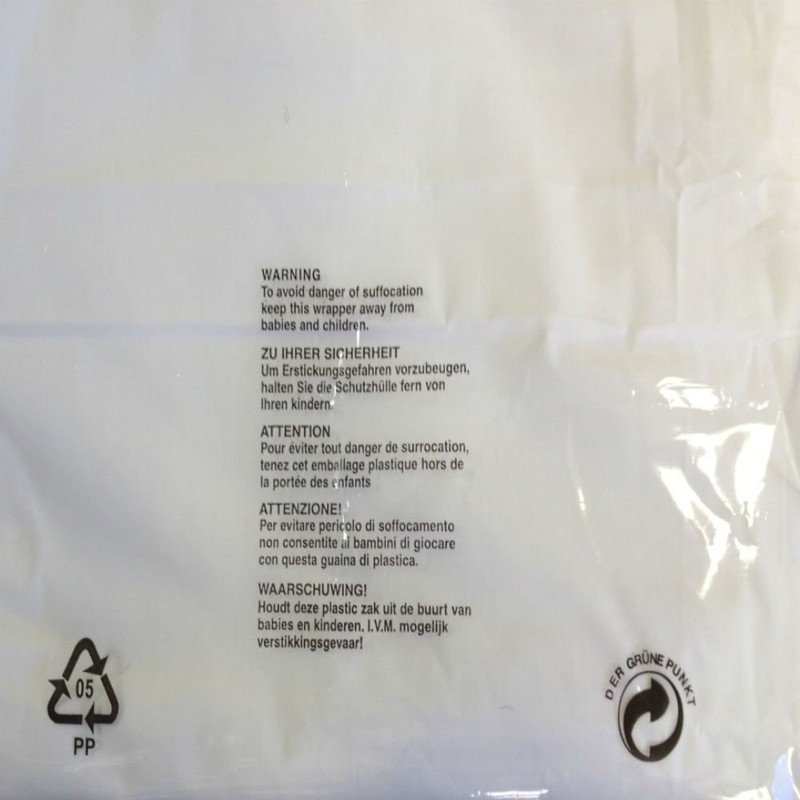 WARNING
To avoid danger of suffocation
keep this wrapper away from
babies and children.
ZU IHRER SICHERHEIT
Um Erstickungsgefahren vorzubeugen,
halten Sie die Schutzhülle fern von
Ihren kindern.
ATTENTION
Pour éviter tout danger de surrocation,
tenez cet emballage plastique hors de
la portée des enfants
ATTENZIONE!
Per evitare pericolo di soffocamento
non consentite ai bambini di giocare
con questa guaina di plastica.
WAARSCHUWING!
Houdt deze plastic zak uit de buurt van
babies en kinderen. I.V.M. mogelijk
verstikkingsgevaar!
05
PP
DER GRÜNE PUNKT